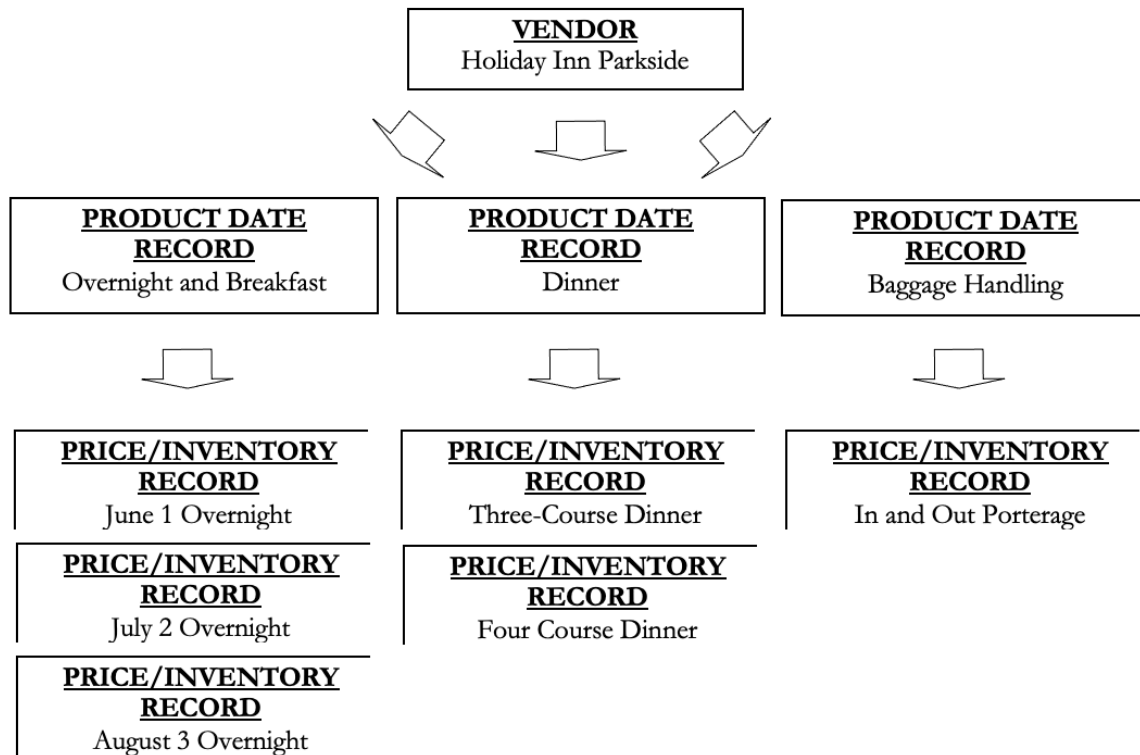 VENDOR
Holiday Inn Parkside
PRODUCT DATE
RECORD
Overnight and Breakfast
PRODUCT DATE
RECORD
Dinner
PRODUCT DATE
RECORD
Baggage Handling
PRICE/INVENTORY
RECORD
June 1 Overnight
PRICE/INVENTORY
RECORD
July 2 Overnight
PRICE/INVENTORY
RECORD
August 3 Overnight
PRICE/INVENTORY
RECORD
Three-Course Dinner
PRICE/INVENTORY
RECORD
Four Course Dinner
PRICE/INVENTORY
RECORD
In and Out Porterage